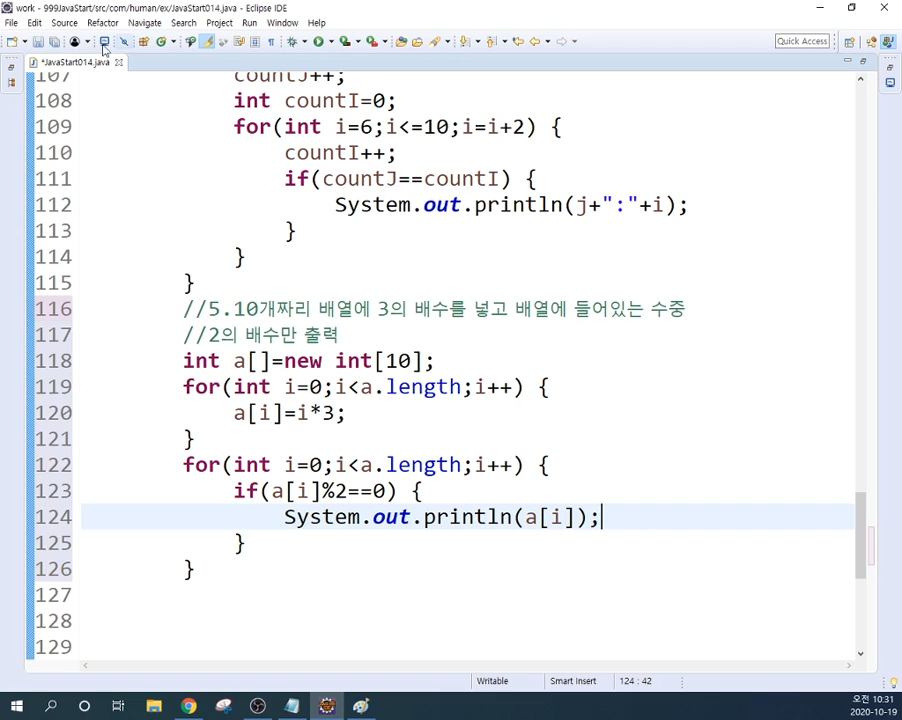 work - 999JavaStart/src/com/human/ex/JavaStart014.java - Eclipse IDE
File Edit Source Refactor Navigate Search Project Run Window Help
Quick Access
*JavaStart014.java
107 countJ++;
108 int countI=0;
109 for(int i=6;i<=10;i=i+2) {
110 countI++;
111 if(countJ==countI) {
112 System.out.println(j+":"+i);
113 }
114 }
115 }
116 //5.10개짜리 배열에 3의 배수를 넣고 배열에 들어있는 수중
117 //2의 배수만 출력
118 int a[]=new int[10];
119 for(int i=0;i<a.length;i++) {
120 a[i]=i*3;
121 }
122 for(int i=0;i<a.length;i++) {
123 if(a[i]%2==0) {
124 System.out.println(a[i]);
125 }
126 }
127
128
129
Writable Smart Insert 124 : 42
오전 10:31
2020-10-19